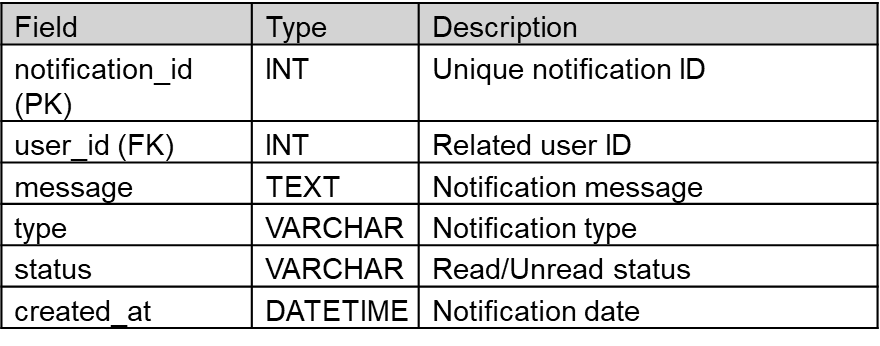 Field Type Description
notification_id INT Unique notification ID
(PK)
user_id (FK) INT Related user ID
message TEXT Notification message
type VARCHAR Notification type
status VARCHAR Read/Unread status
created_at DATETIME Notification date